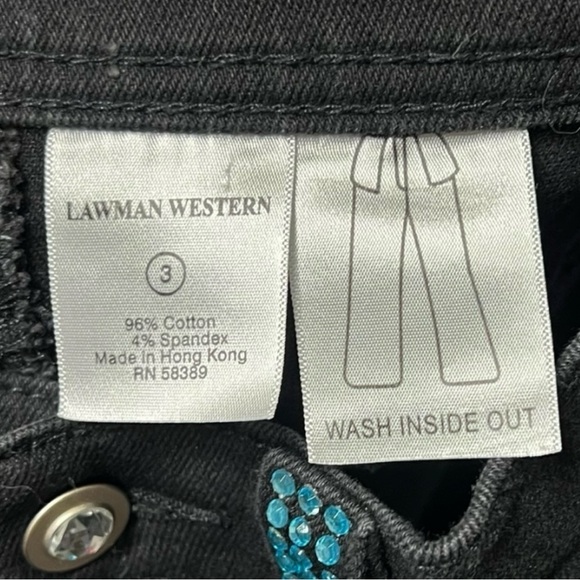 LAWMAN WESTERN
3
96% Cotton
4% Spandex
Made in Hong Kong
RN 58389
WASH INSIDE OUT